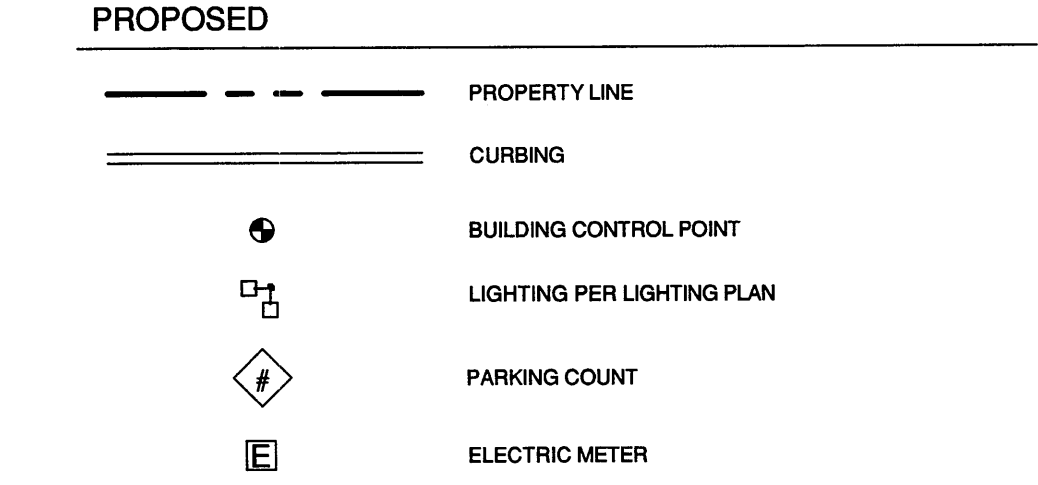 PROPOSED
PROPERTY LINE
CURBING
BUILDING CONTROL POINT
LIGHTING PER LIGHTING PLAN
# PARKING COUNT
E ELECTRIC METER